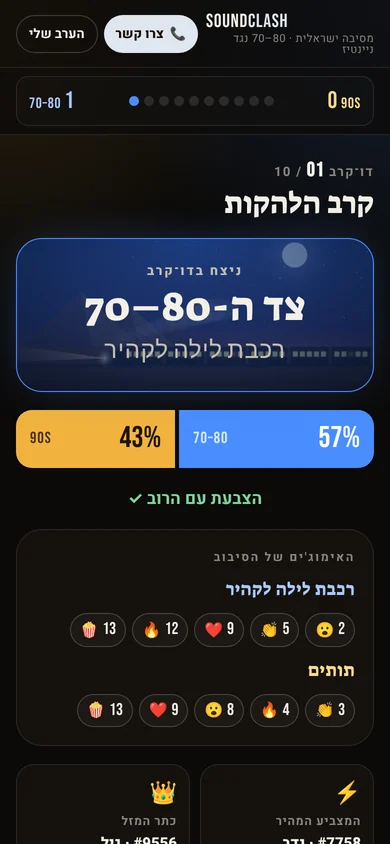 SOUNDCLASH
מסיבה ישראלית · 70–80 נגד
ניינטיז
📞 צרו קשר
הערב שלי
0 90S
70-80 1
דו־קרב 01 / 10
קרב הלהקות
ניצח בדו־קרב
צד ה-70–80
רכבת לילה לקהיר
57% 70-80
43% 90S
הצבעת עם הרוב ✓
האימוג'ים של הסיבוב
רכבת לילה לקהיר
😮 2 👏 5 ❤️ 9 🔥 12 🍿 13
תותים
👏 3 🔥 4 😮 8 ❤️ 9 🍿 13
⚡
המצביע המהיר
👑
כתר המזל